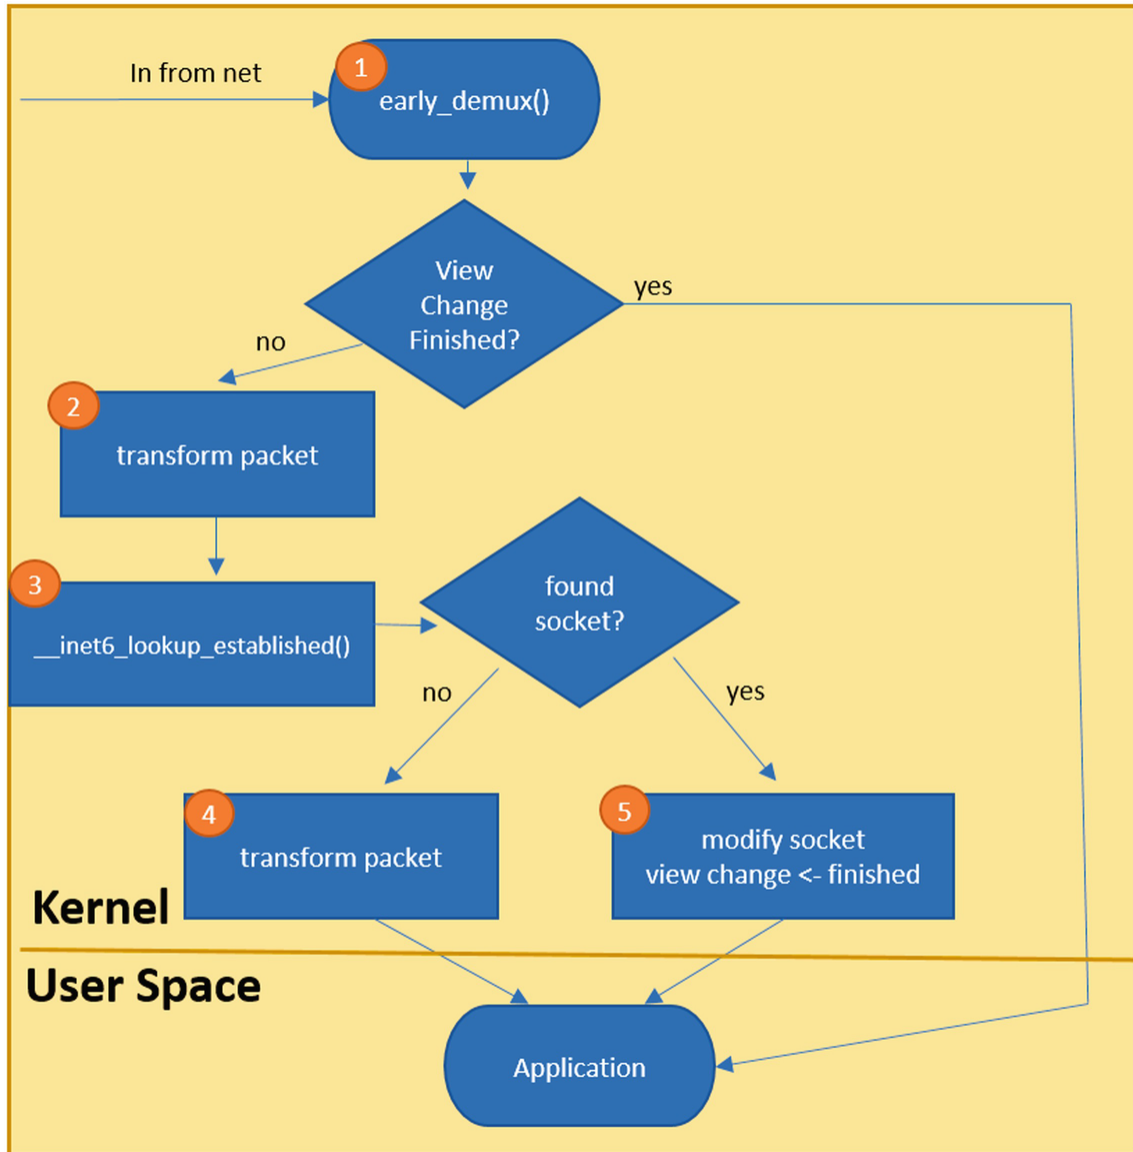 In from net
1
early_demux()
View
Change
Finished?
yes
no
2
transform packet
3
__inet6_lookup_established()
found
socket?
no
yes
4
transform packet
5
modify socket
view change <- finished
Kernel
User Space
Application